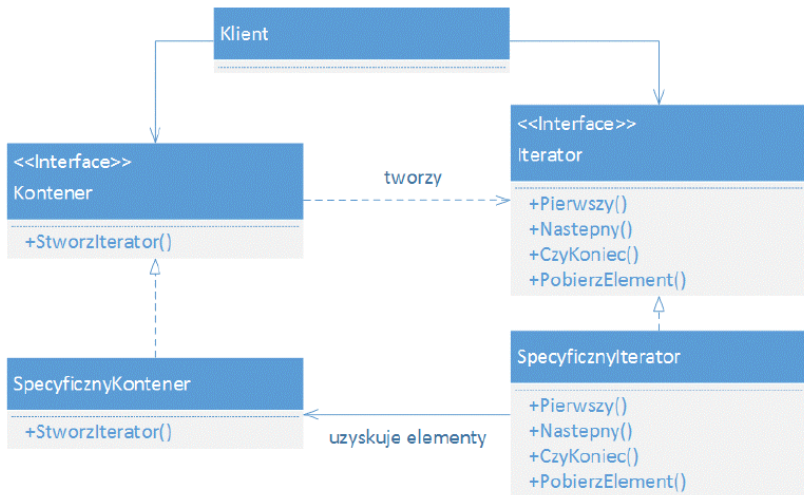 Klient
<<Interface>>
Kontener
+StworzIterator()
tworzy
<<Interface>>
Iterator
+Pierwszy()
+Nastepny()
+CzyKoniec()
+PobierzElement()
SpecyficznyKontener
+StworzIterator()
uzyskuje elementy
SpecyficznyIterator
+Pierwszy()
+Nastepny()
+CzyKoniec()
+PobierzElement()